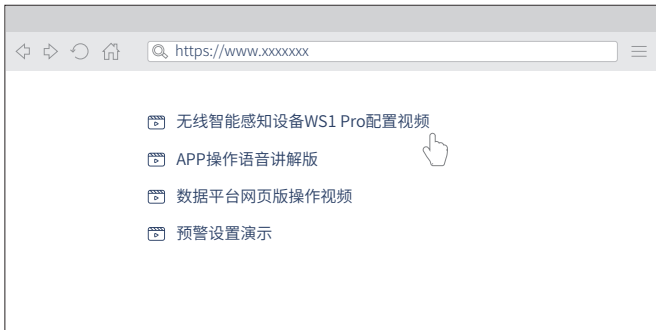 https://www.xxxxxxx
无线智能感知设备WS1 Pro配置视频
APP操作语音讲解版
数据平台网页版操作视频
预警设置演示